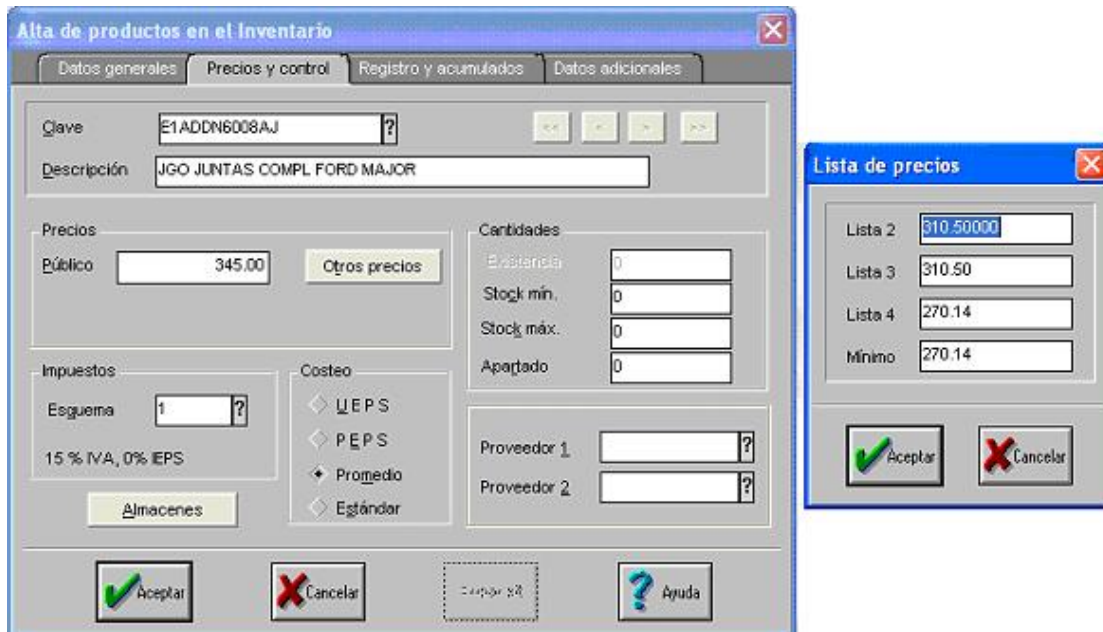 Alta de productos en el Inventario
Datos generales Precios y control Registro y acumulados Datos adicionales
Clave E1ADDN6008AJ ? << < > >>
Descripción JGO JUNTAS COMPL FORD MAJOR
Precios
Público 345.00 Otros precios
Cantidades
Existencia 0
Stock mín. 0
Stock máx. 0
Apartado 0
Impuestos
Esguema 1 ?
15 % IVA, 0% IEPS
Almacenes
Costeo
UEPS
PEPS
Promedio
Estándar
Proveedor 1 ?
Proveedor 2 ?
Aceptar Cancelar Ayuda
Lista de precios
Lista 2 310.50000
Lista 3 310.50
Lista 4 270.14
Mínimo 270.14
Aceptar Cancelar